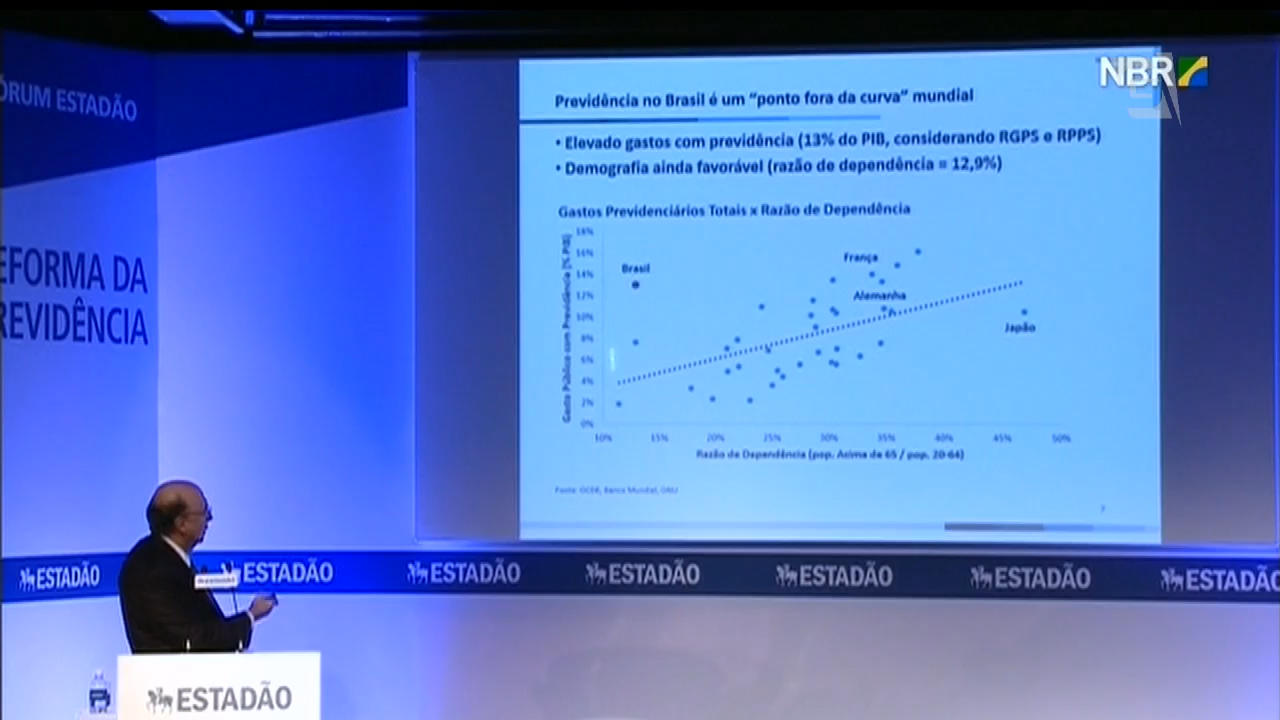 NBR
ÓRUM ESTADÃO
EFORMA DA
REVIDÊNCIA
Previdência no Brasil é um “ponto fora da curva” mundial
• Elevado gastos com previdência (13% do PIB, considerando RGPS e RPPS)
• Demografia ainda favorável (razão de dependência = 12,9%)
Gastos Previdenciários Totais x Razão de Dependência
Gasto Público com Previdência (% PIB)
18%
16%
14%
12%
10%
8%
6%
4%
2%
0%
Brasil
França
Alemanha
Japão
10% 15% 20% 25% 30% 35% 40% 45% 50%
Razão de Dependência (pop. Acima de 65 / pop. 20-64)
Fonte: OCDE, Banco Mundial, ONU
7
ESTADÃO ESTADÃO ESTADÃO ESTADÃO ESTADÃO ESTADÃO ESTADÃO
ESTADÃO